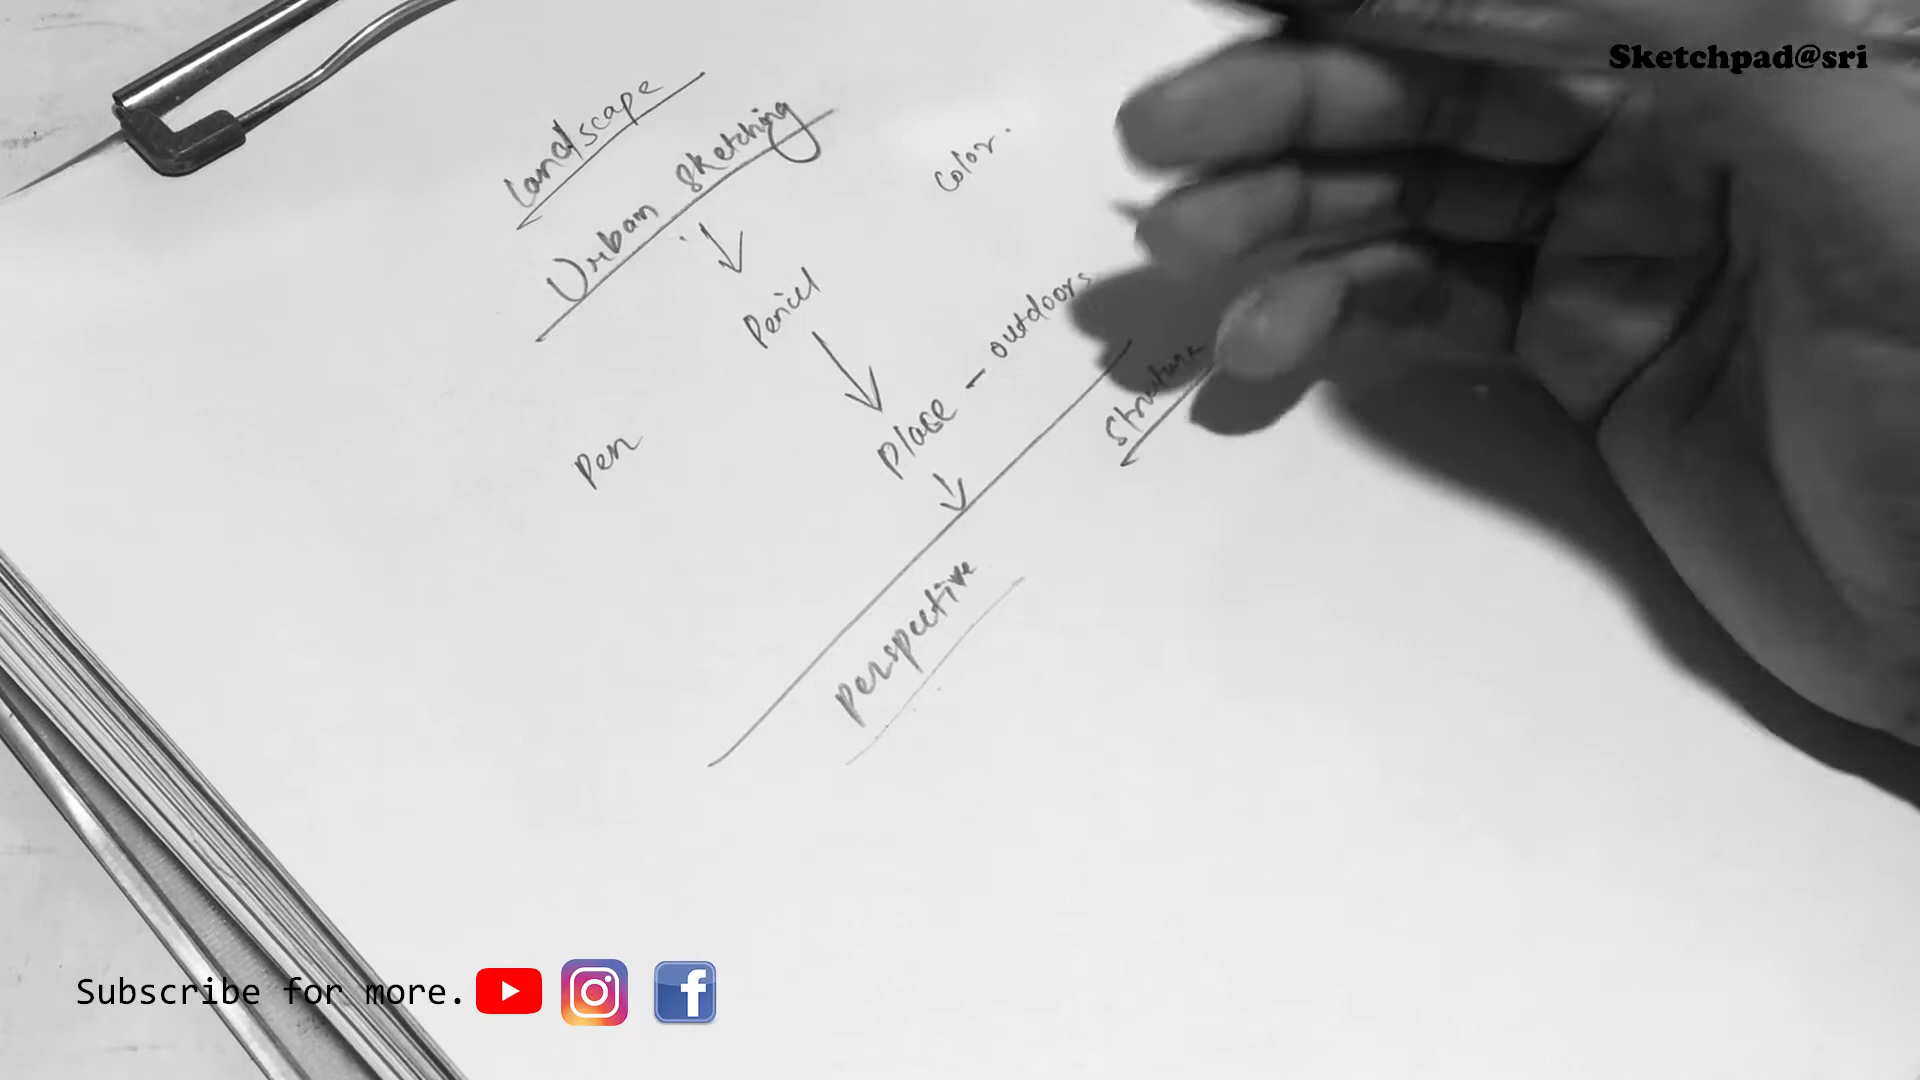 Sketchpad@sri
Landscape
Urban Sketching
Color.
Pencil
Place - outdoors
Structure
Pen
Perspective
Subscribe for more.